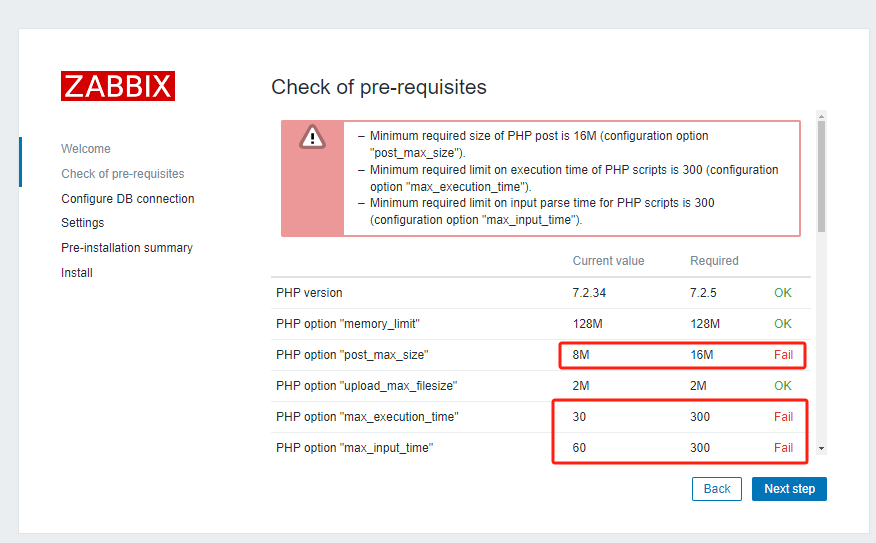 ZABBIX
Welcome
Check of pre-requisites
Configure DB connection
Settings
Pre-installation summary
Install
Check of pre-requisites
– Minimum required size of PHP post is 16M (configuration option
"post_max_size").
– Minimum required limit on execution time of PHP scripts is 300 (configuration
option "max_execution_time").
– Minimum required limit on input parse time for PHP scripts is 300
(configuration option "max_input_time").
Current value Required
PHP version 7.2.34 7.2.5 OK
PHP option "memory_limit" 128M 128M OK
PHP option "post_max_size" 8M 16M Fail
PHP option "upload_max_filesize" 2M 2M OK
PHP option "max_execution_time" 30 300 Fail
PHP option "max_input_time" 60 300 Fail
Back Next step